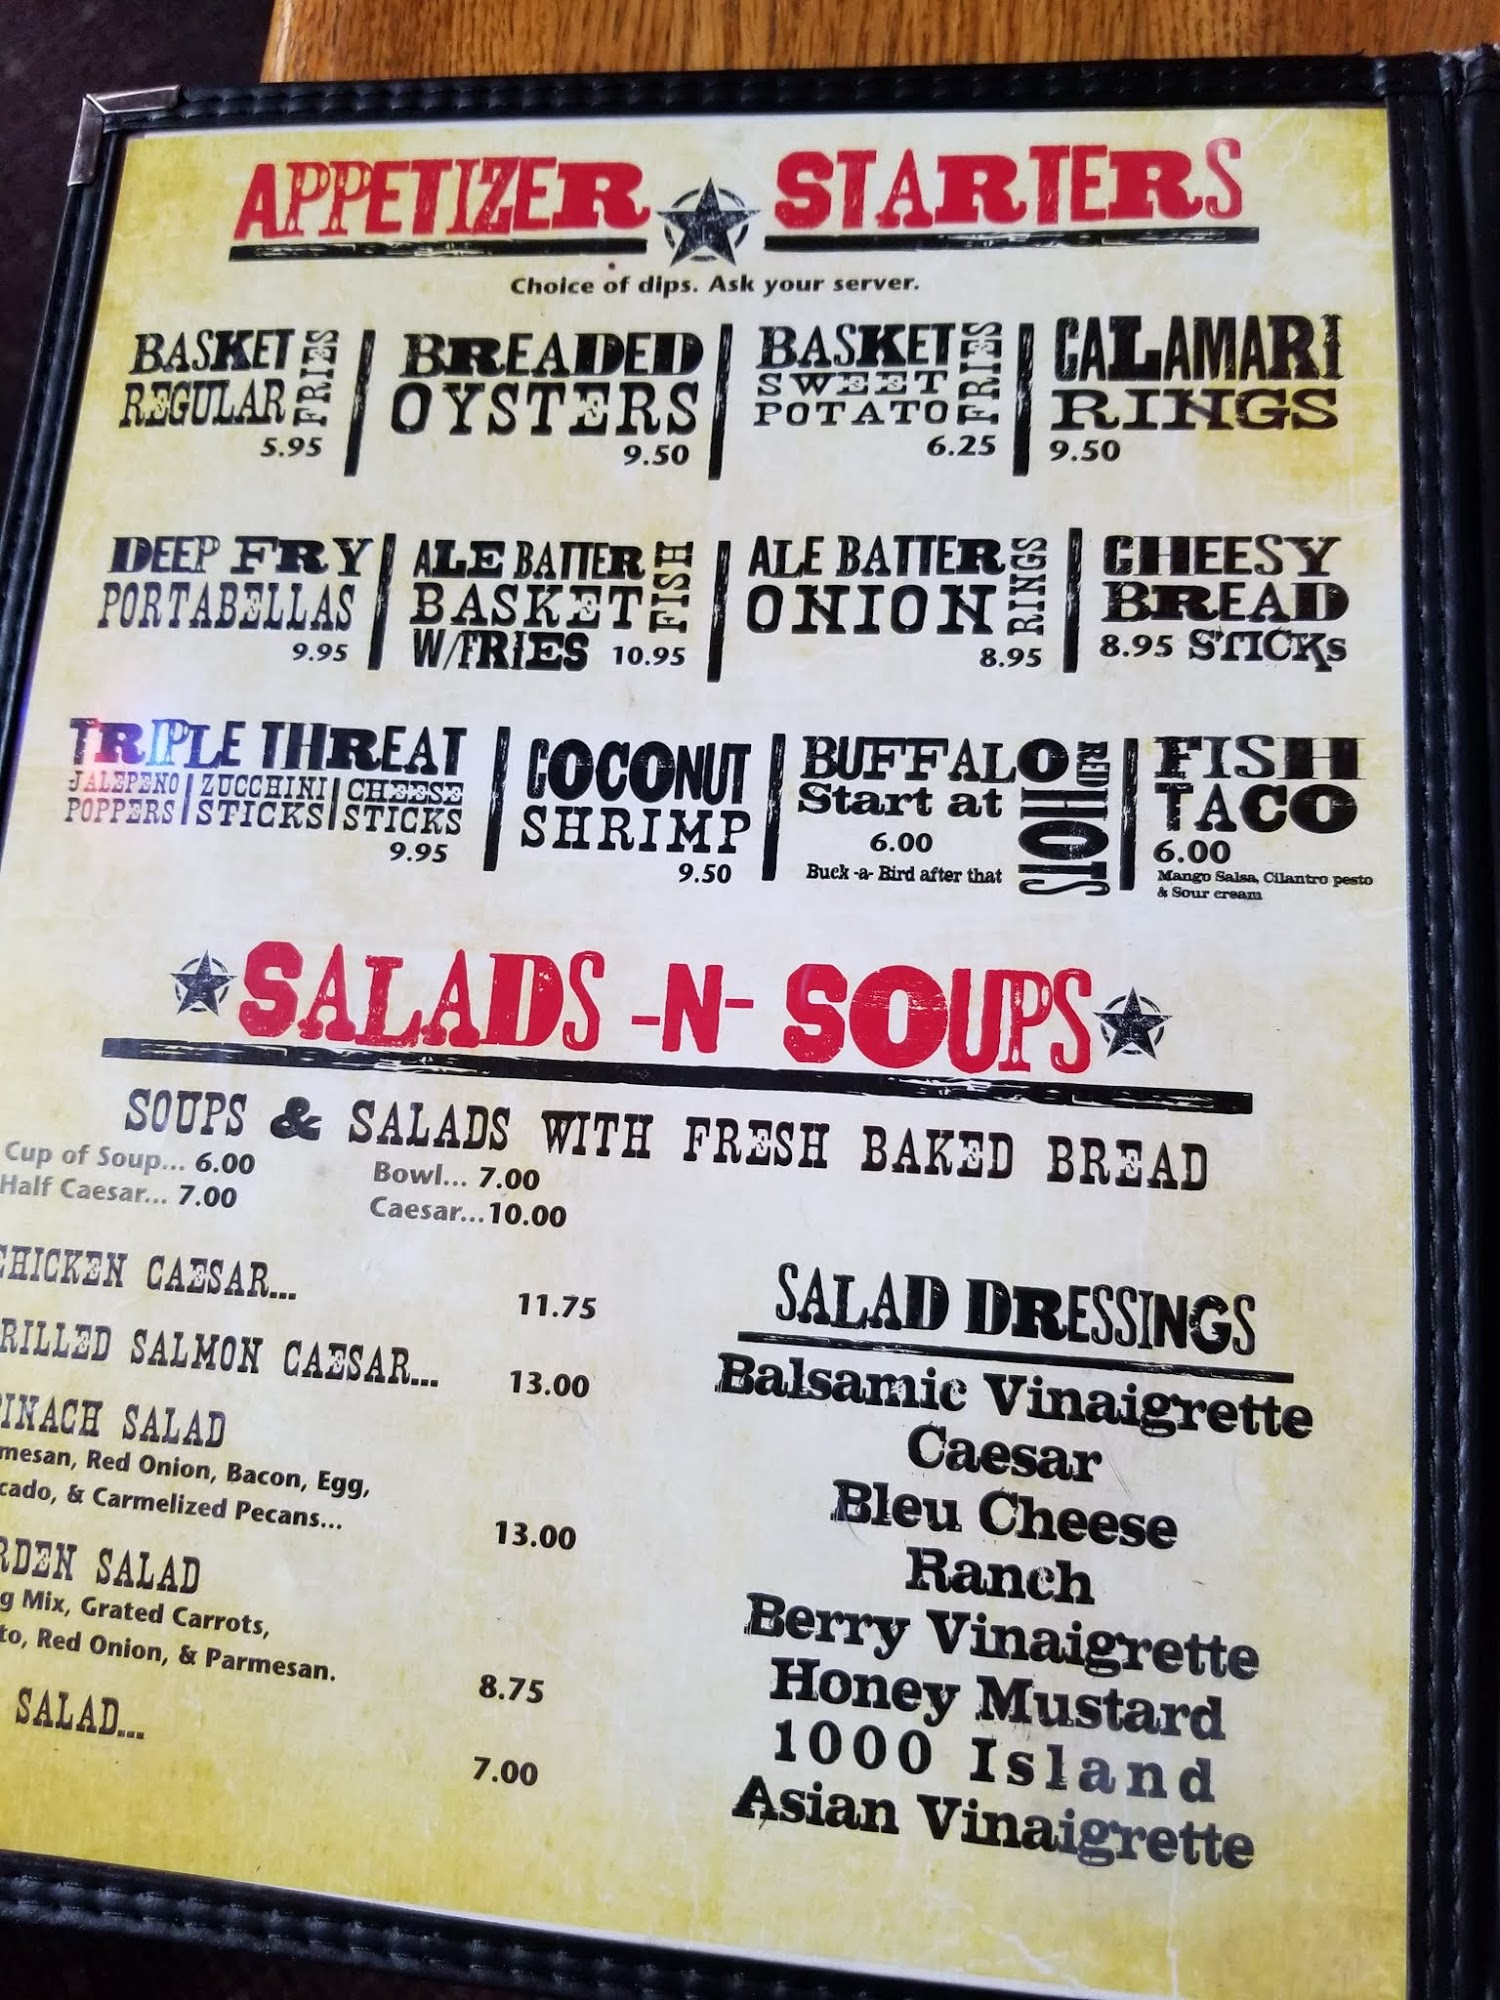 APPETIZER STARTERS
Choice of dips. Ask your server.
BASKET
REGULAR
FRIES
5.95
BREADED
OYSTERS
9.50
BASKET
SWEET
POTATO
FRIES
6.25
CALAMARI
RINGS
9.50
DEEP FRY
PORTABELLAS
9.95
ALE BATTER
BASKET
FISH
W/FRIES 10.95
ALE BATTER
ONION
RINGS
8.95
CHEESY
BREAD
8.95 STICKS
TRIPLE THREAT
JALEPENO
POPPERS
ZUCCHINI
STICKS
CHEESE
STICKS
9.95
COCONUT
SHRIMP
9.50
BUFFALO
Start at
6.00
Buck -a- Bird after that
RED
HOTS
FISH
TACO
6.00
Mango Salsa, Cilantro pesto
& Sour cream
SALADS -N- SOUPS
SOUPS & SALADS WITH FRESH BAKED BREAD
Cup of Soup... 6.00 Bowl... 7.00
Half Caesar... 7.00 Caesar...10.00
CHICKEN CAESAR... 11.75
RILLED SALMON CAESAR... 13.00
PINACH SALAD
mesan, Red Onion, Bacon, Egg,
cado, & Carmelized Pecans... 13.00
RDEN SALAD
g Mix, Grated Carrots,
to, Red Onion, & Parmesan. 8.75
SALAD... 7.00
SALAD DRESSINGS
Balsamic Vinaigrette
Caesar
Bleu Cheese
Ranch
Berry Vinaigrette
Honey Mustard
1000 Island
Asian Vinaigrette